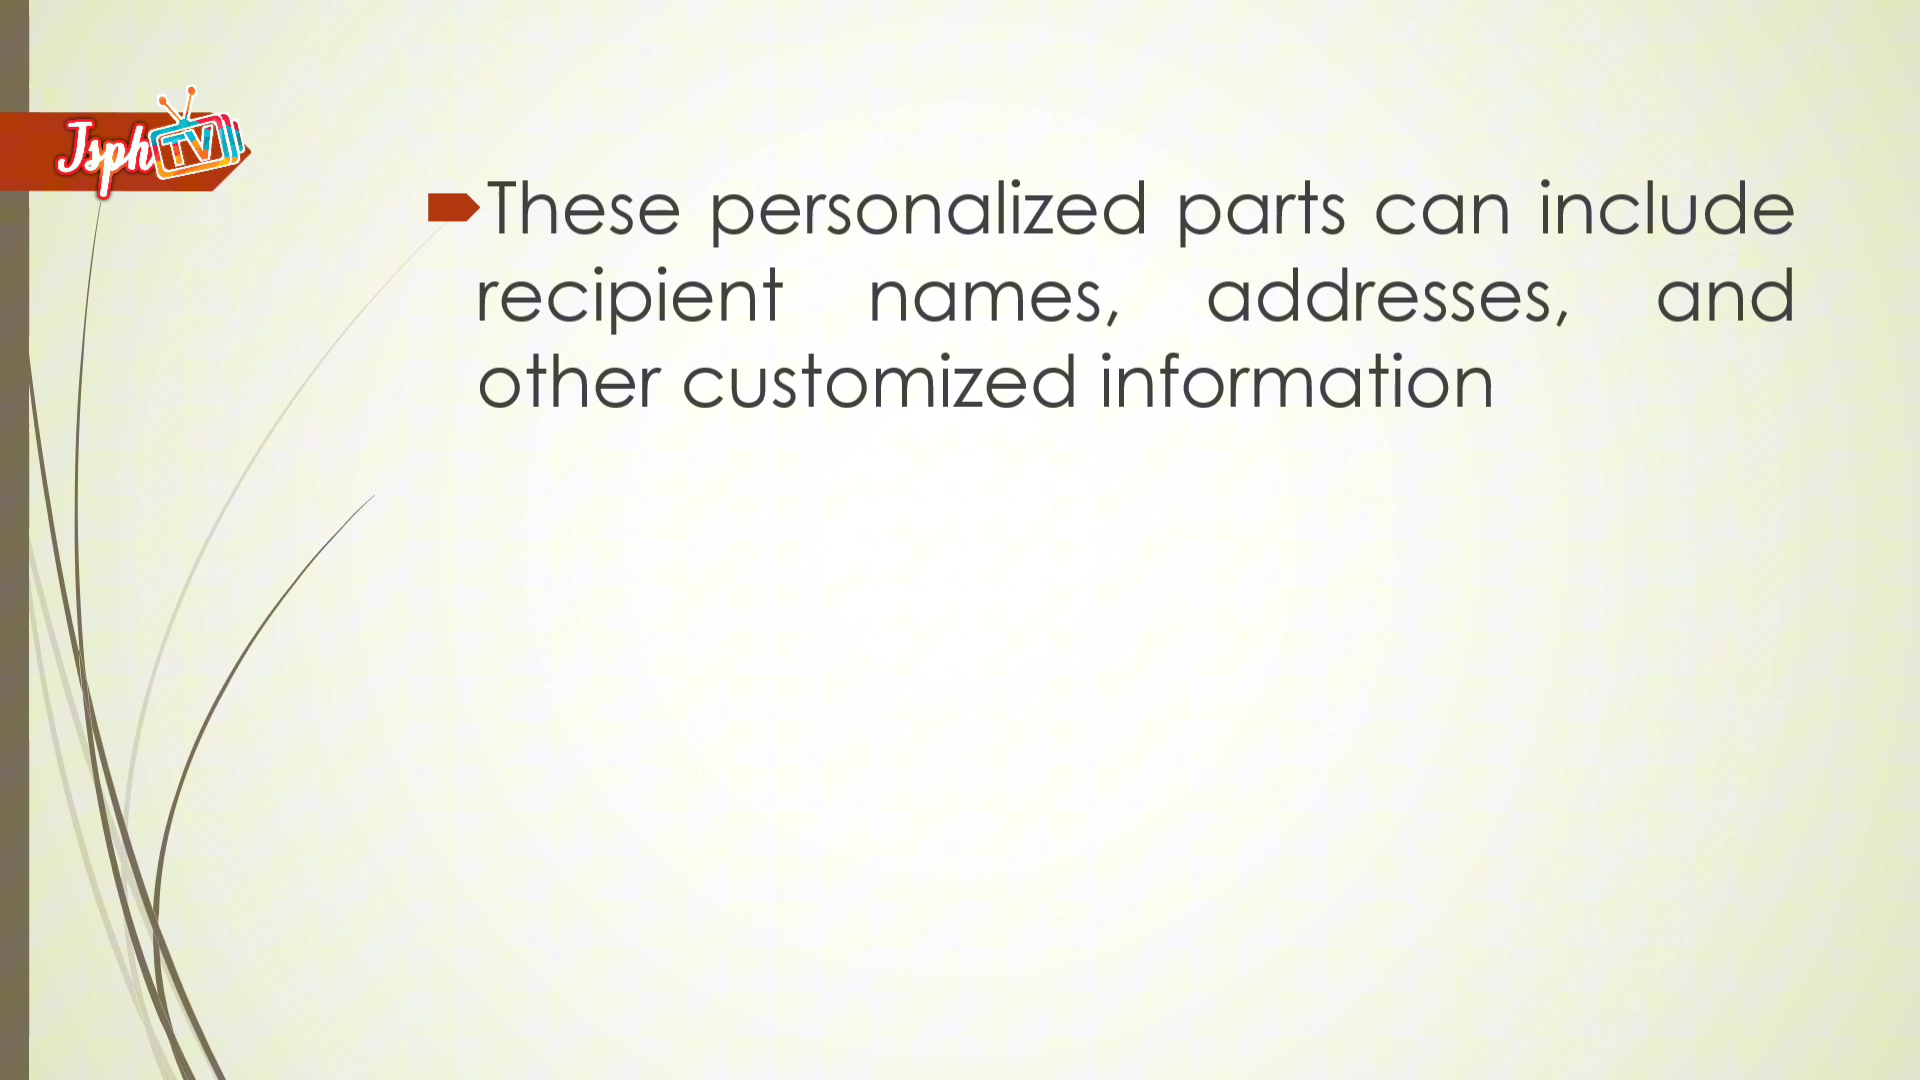 Jsph TV
These personalized parts can include
recipient names, addresses, and
other customized information